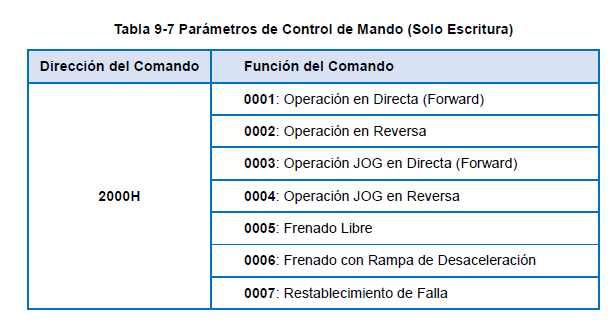 Tabla 9-7 Parámetros de Control de Mando (Solo Escritura)
Dirección del Comando Función del Comando
2000H
0001: Operación en Directa (Forward)
0002: Operación en Reversa
0003: Operación JOG en Directa (Forward)
0004: Operación JOG en Reversa
0005: Frenado Libre
0006: Frenado con Rampa de Desaceleración
0007: Restablecimiento de Falla